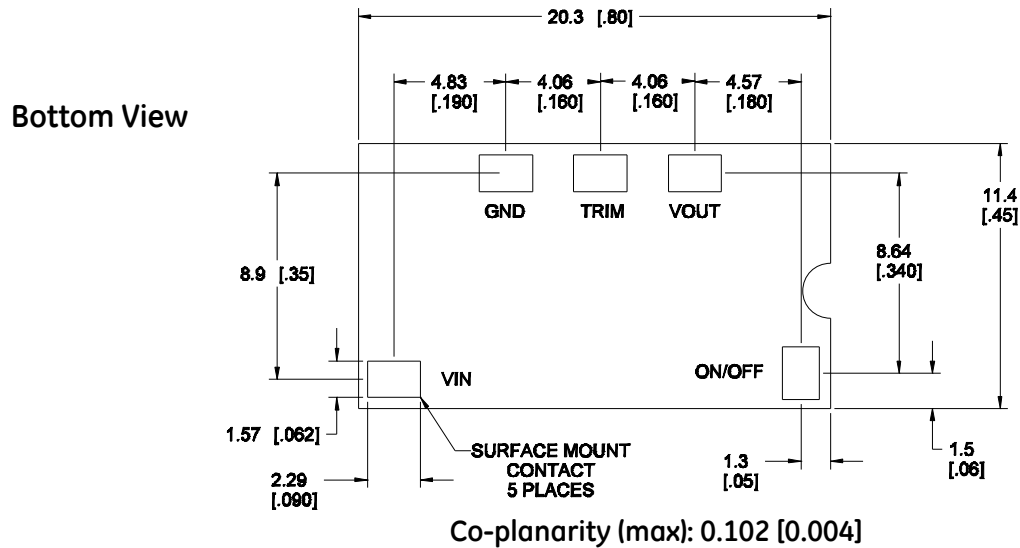 20.3 [.80]
4.83
[.190]
4.06
[.160]
4.06
[.160]
4.57
[.180]
Bottom View
GND
TRIM
VOUT
11.4
[.45]
8.64
[.340]
8.9 [.35]
VIN
ON/OFF
1.57 [.062]
SURFACE MOUNT
CONTACT
5 PLACES
2.29
[.090]
1.3
[.05]
1.5
[.06]
Co-planarity (max): 0.102 [0.004]